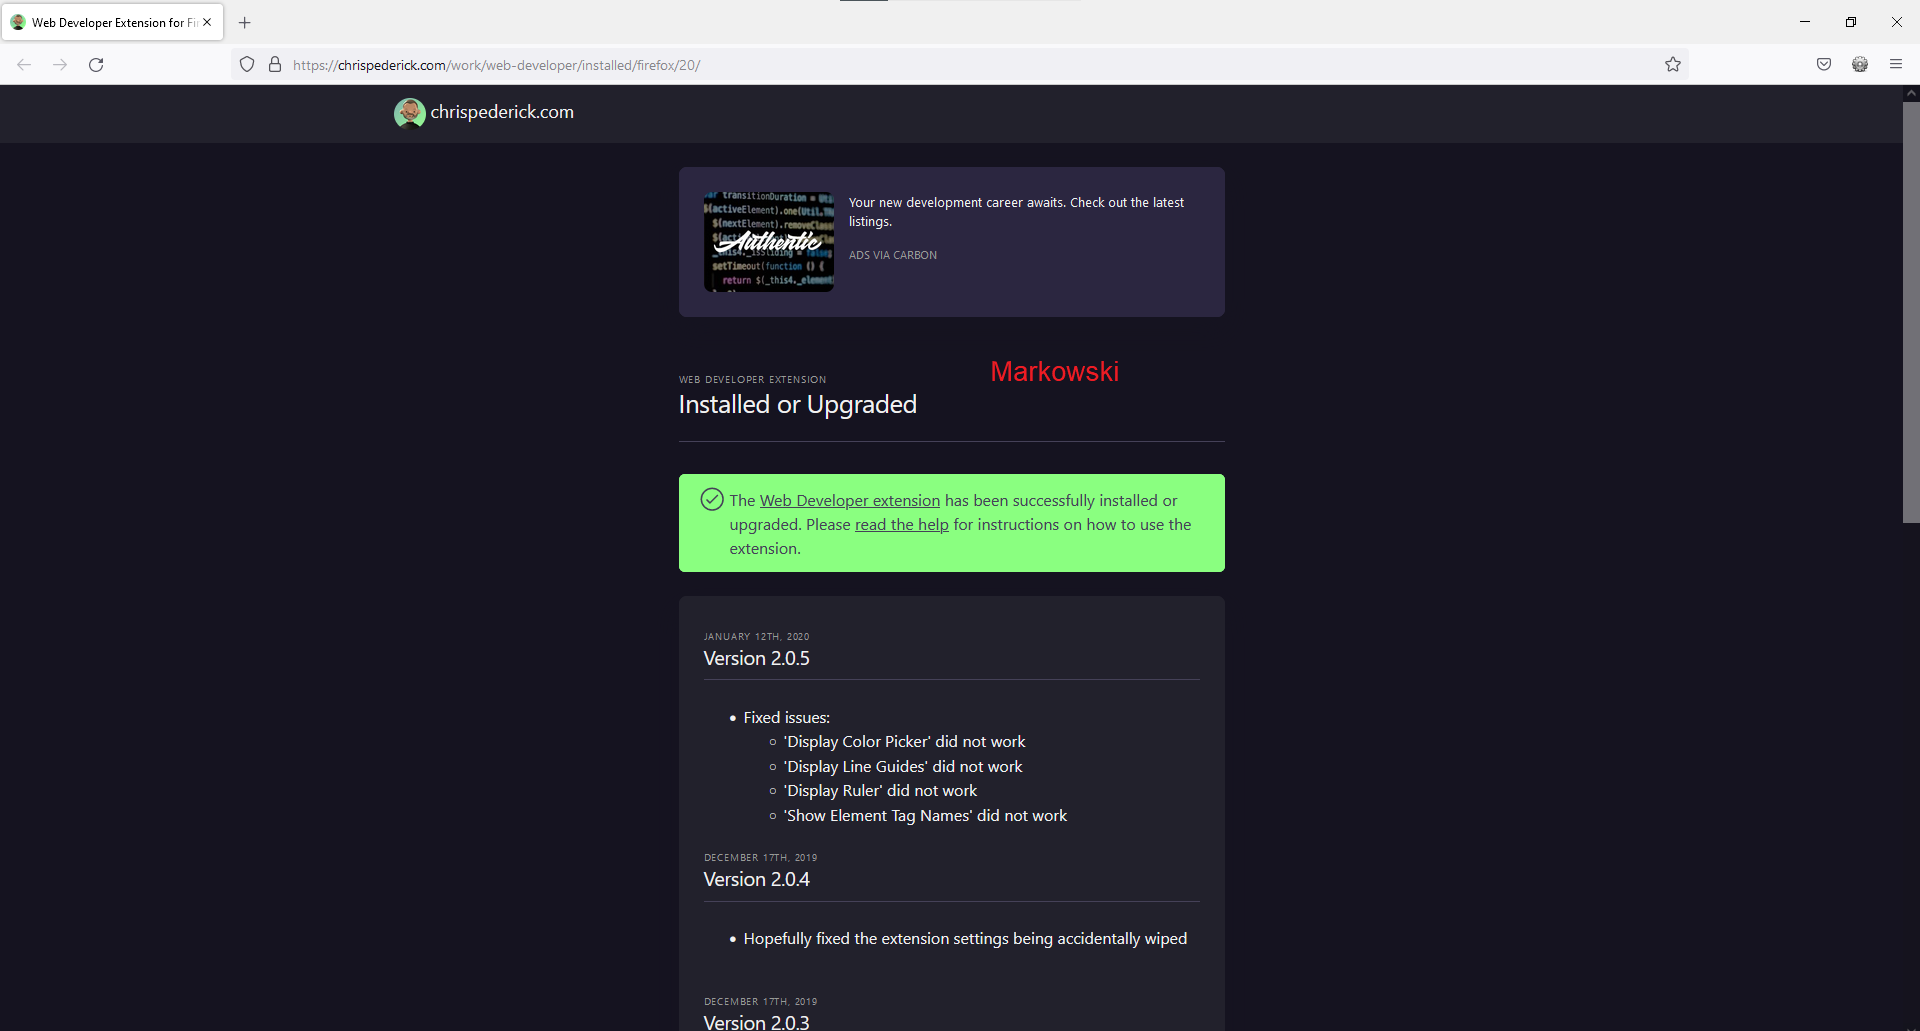 Web Developer Extension for Fir
https://chrispederick.com/work/web-developer/installed/firefox/20/
chrispederick.com
var transitionDuration = Uti
$(activeElement).one(Util.TR
$(nextElement).removeClass
Authentic
_this4._isSliding = false;
setTimeout(function () {
return $(_this4._element
Your new development career awaits. Check out the latest
listings.
ADS VIA CARBON
Markowski
WEB DEVELOPER EXTENSION
Installed or Upgraded
The Web Developer extension has been successfully installed or
upgraded. Please read the help for instructions on how to use the
extension.
JANUARY 12TH, 2020
Version 2.0.5
Fixed issues:
'Display Color Picker' did not work
'Display Line Guides' did not work
'Display Ruler' did not work
'Show Element Tag Names' did not work
DECEMBER 17TH, 2019
Version 2.0.4
Hopefully fixed the extension settings being accidentally wiped
DECEMBER 17TH, 2019
Version 2.0.3